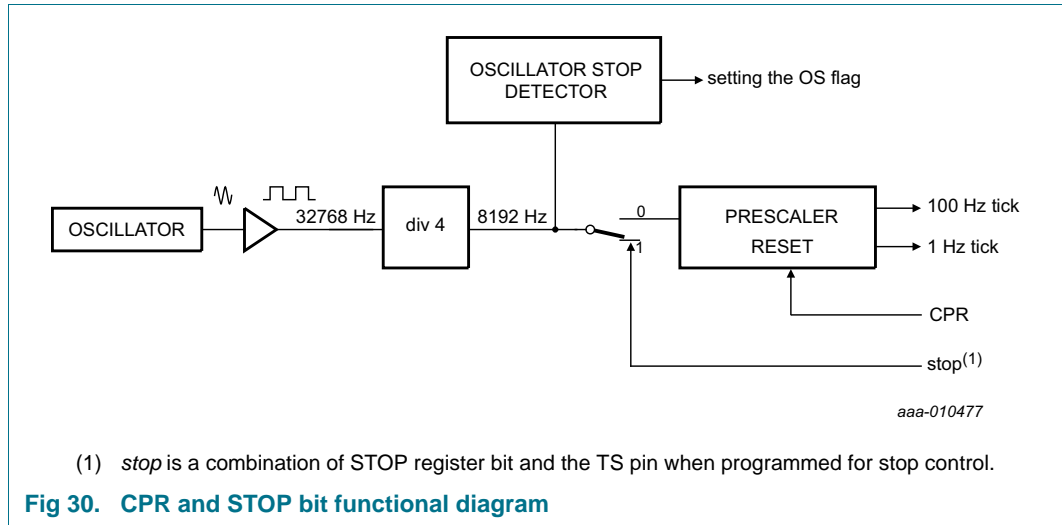 OSCILLATOR STOP
DETECTOR
setting the OS flag
OSCILLATOR
32768 Hz
div 4
8192 Hz
0
1
PRESCALER
RESET
100 Hz tick
1 Hz tick
CPR
stop(1)
aaa-010477
(1) stop is a combination of STOP register bit and the TS pin when programmed for stop control.
Fig 30. CPR and STOP bit functional diagram